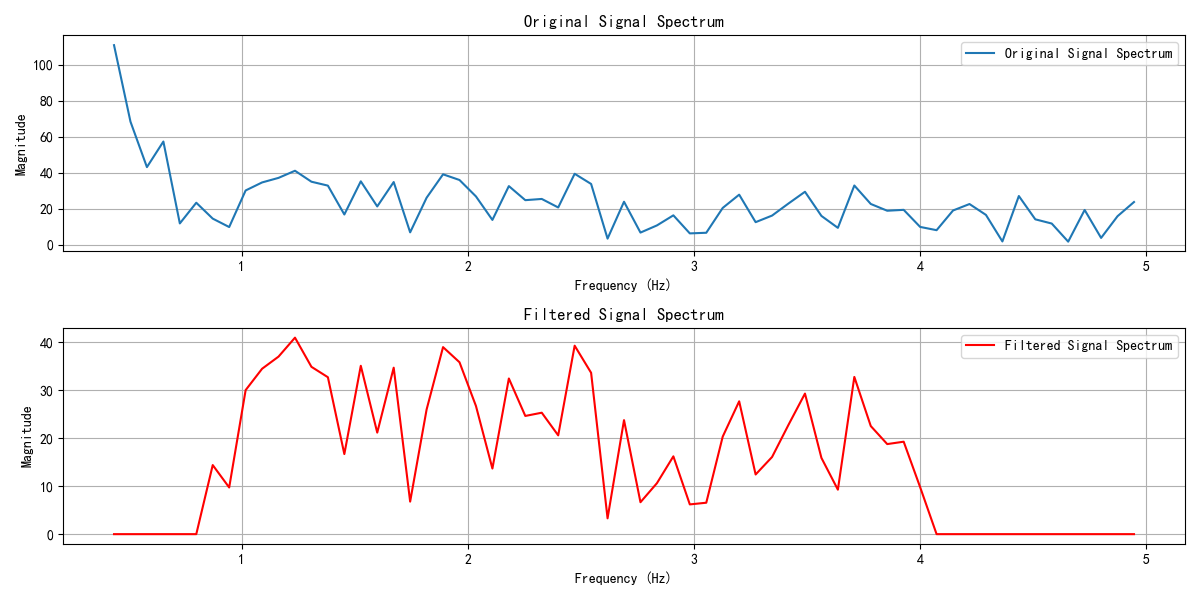 Original Signal Spectrum
Original Signal Spectrum
100
80
60
40
20
0
Magnitude
1 2 3 4 5
Frequency (Hz)
Filtered Signal Spectrum
Filtered Signal Spectrum
40
30
20
10
0
Magnitude
1 2 3 4 5
Frequency (Hz)